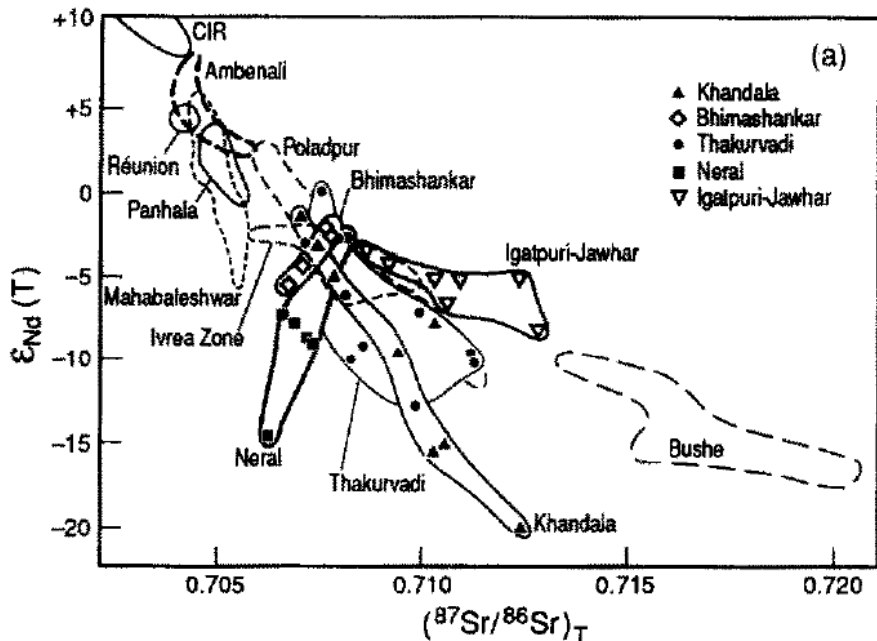 +10
+5
0
−5
−10
−15
−20
εNd (T)
(a)
CIR
Ambenali
Réunion
Panhala
Poladpur
Bhimashankar
Mahabaleshwar
Ivrea Zone
Igatpuri-Jawhar
Neral
Thakurvadi
Khandala
Bushe
▲ Khandala
◇ Bhimashankar
● Thakurvadi
■ Neral
▽ Igatpuri-Jawhar
0.705
0.710
0.715
0.720
(⁸⁷Sr/⁸⁶Sr)T